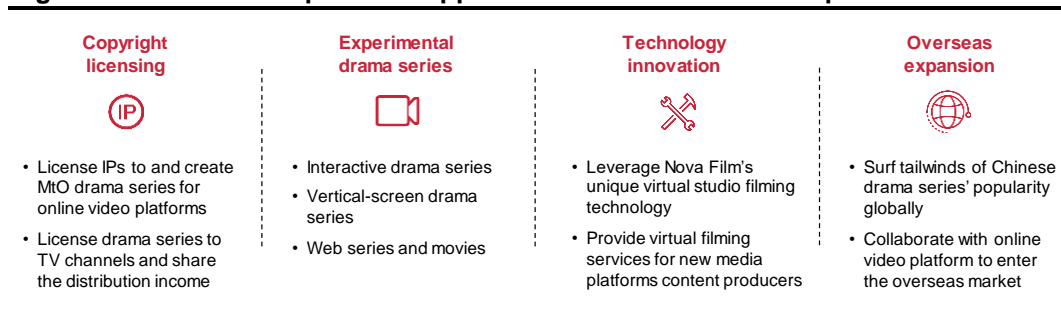 Copyright
licensing
IP
• License IPs to and create
MtO drama series for
online video platforms
• License drama series to
TV channels and share
the distribution income
Experimental
drama series
• Interactive drama series
• Vertical-screen drama
series
• Web series and movies
Technology
innovation
• Leverage Nova Film's
unique virtual studio filming
technology
• Provide virtual filming
services for new media
platforms content producers
Overseas
expansion
• Surf tailwinds of Chinese
drama series' popularity
globally
• Collaborate with online
video platform to enter
the overseas market